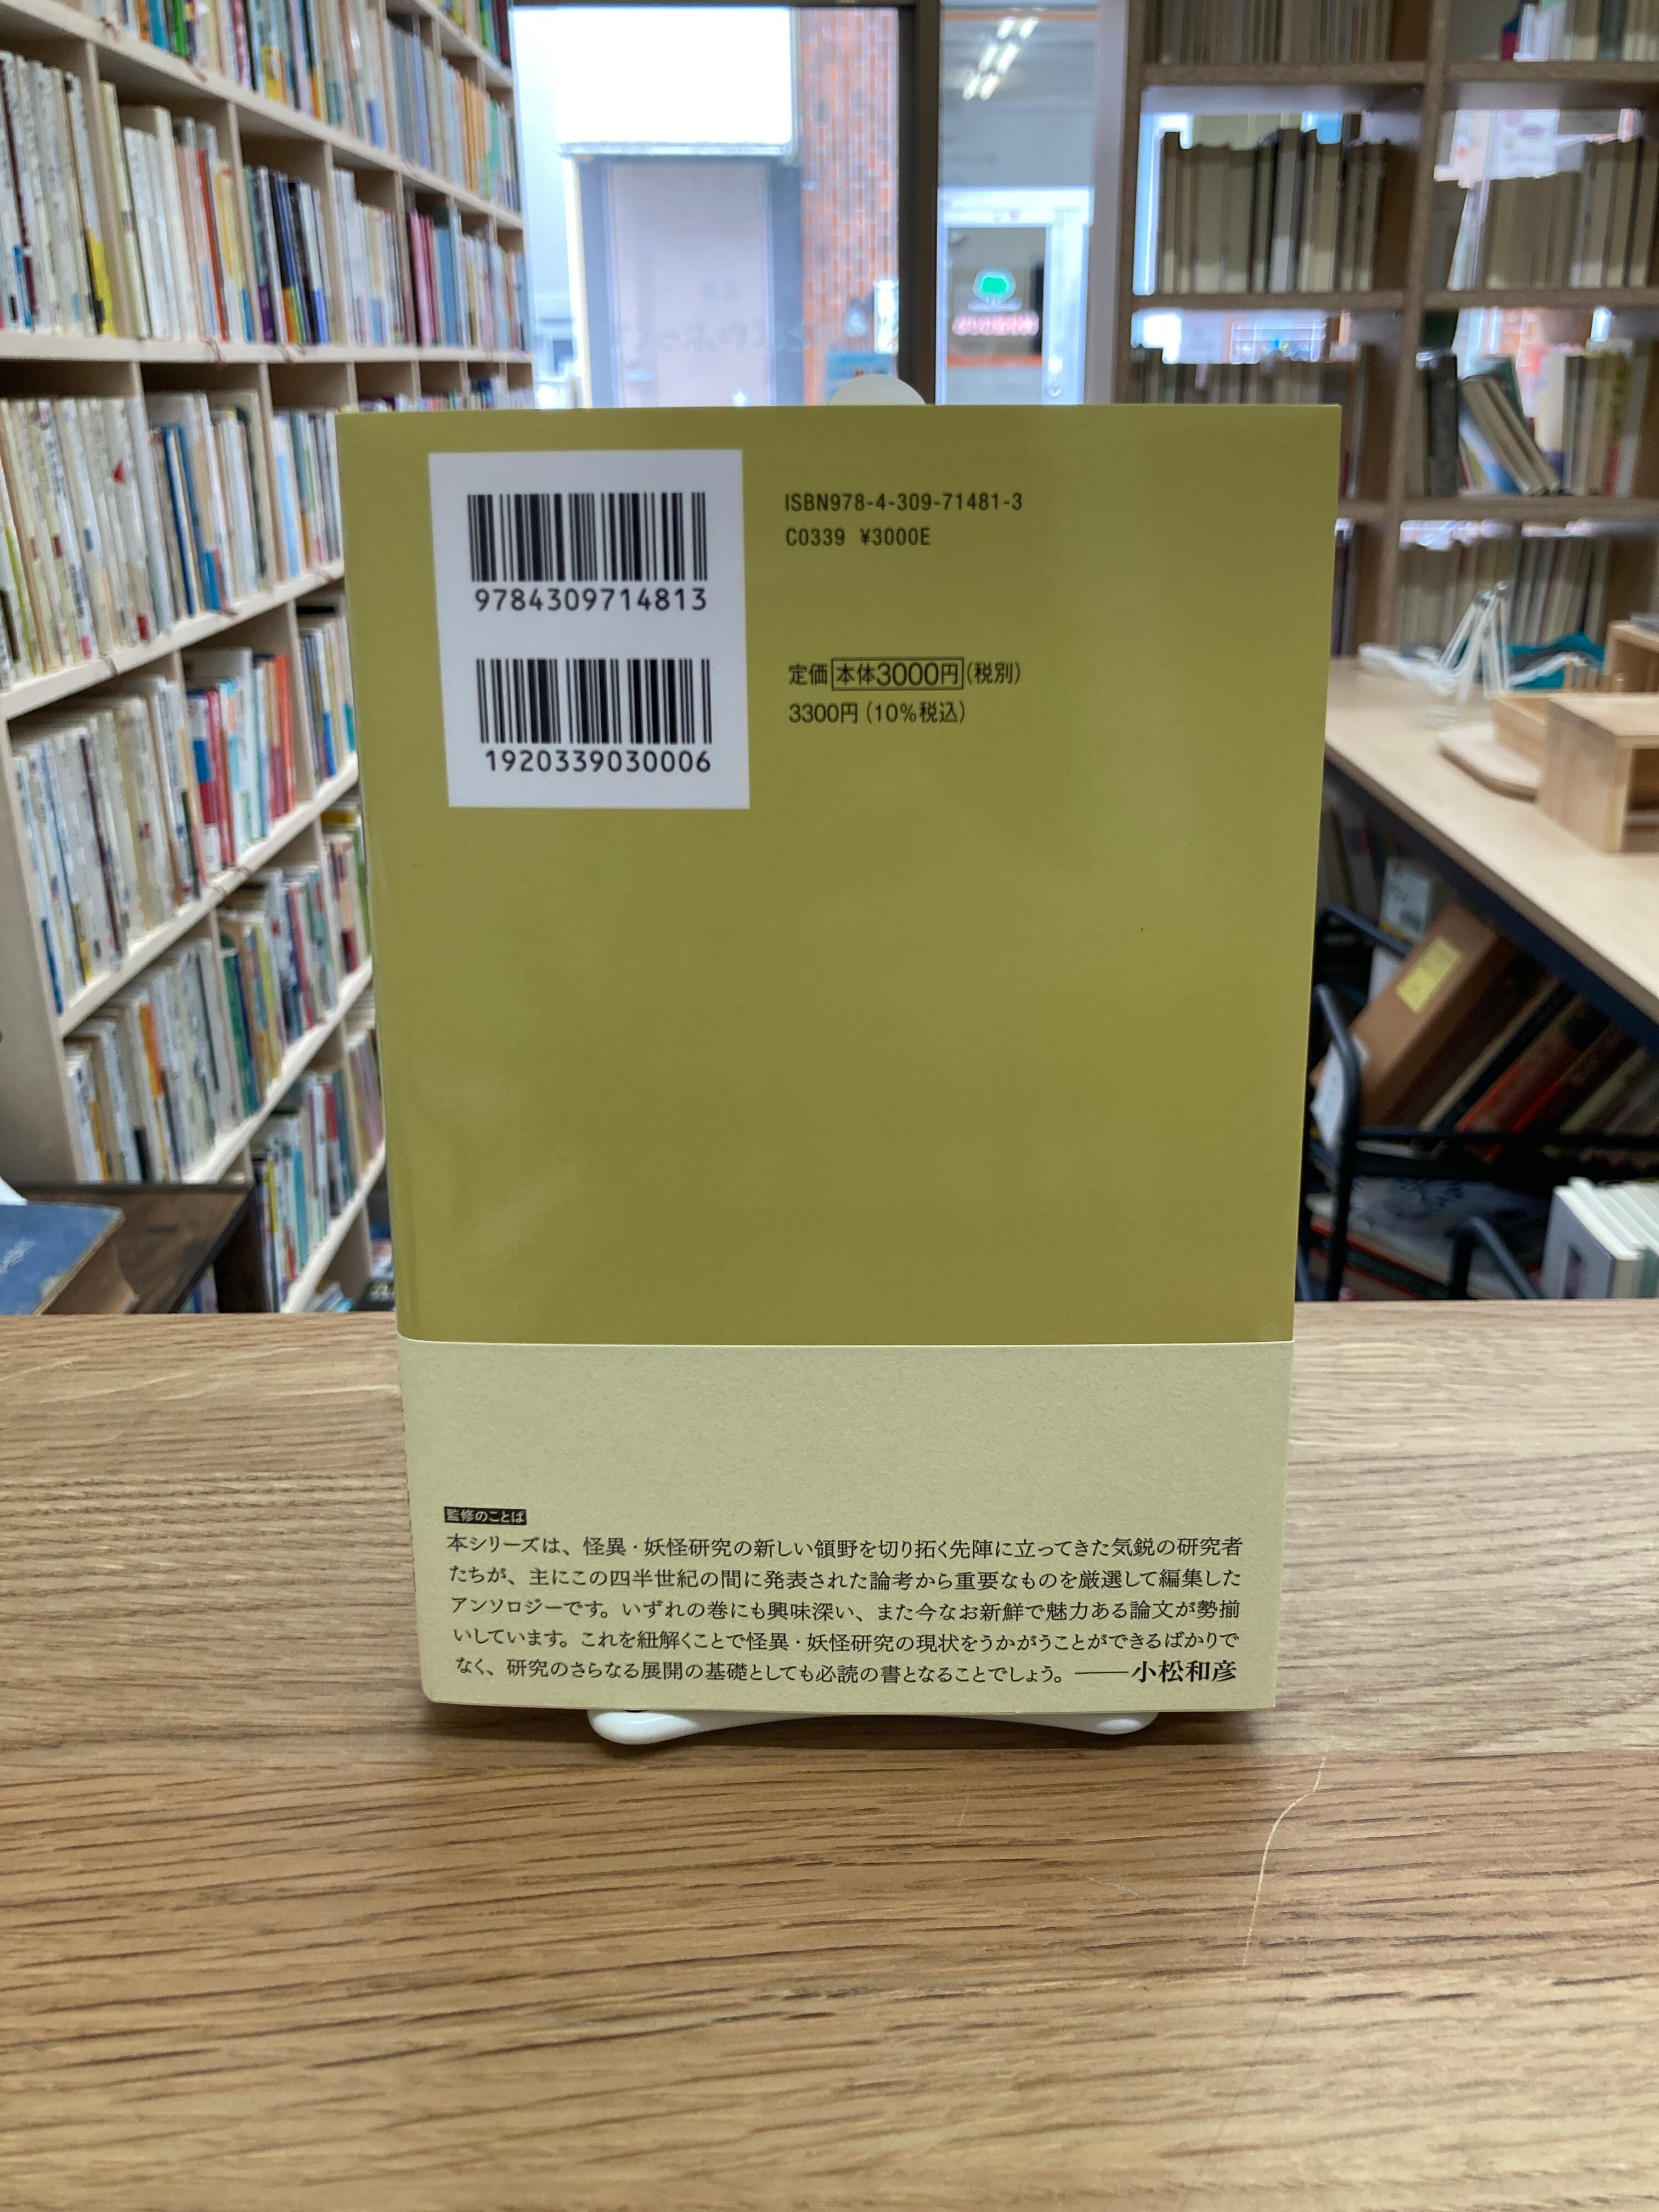 9784309714813
1920339030006
ISBN978-4-309-71481-3
C0339 ¥3000E
定価本体3000円(税別)
3300円(10%税込)
監修のことば
本シリーズは、怪異・妖怪研究の新しい領野を切り拓く先陣に立ってきた気鋭の研究者
たちが、主にこの四半世紀の間に発表された論考から重要なものを厳選して編集した
アンソロジーです。いずれの巻にも興味深い、また今なお新鮮で魅力ある論文が勢揃
いしています。これを紐解くことで怪異・妖怪研究の現状をうかがうことができるばかりで
なく、研究のさらなる展開の基礎としても必読の書となることでしょう。――小松和彦